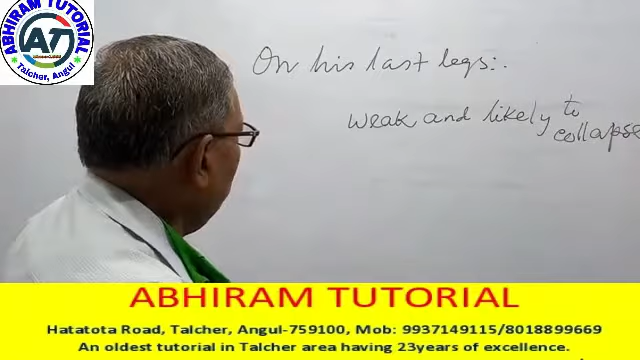 ABHIRAM TUTORIAL
AT
Talcher, Angul
On his last legs:.
weak and likely to
collapse
ABHIRAM TUTORIAL
Hatatota Road, Talcher, Angul-759100, Mob: 9937149115/8018899669
An oldest tutorial in Talcher area having 23years of excellence.